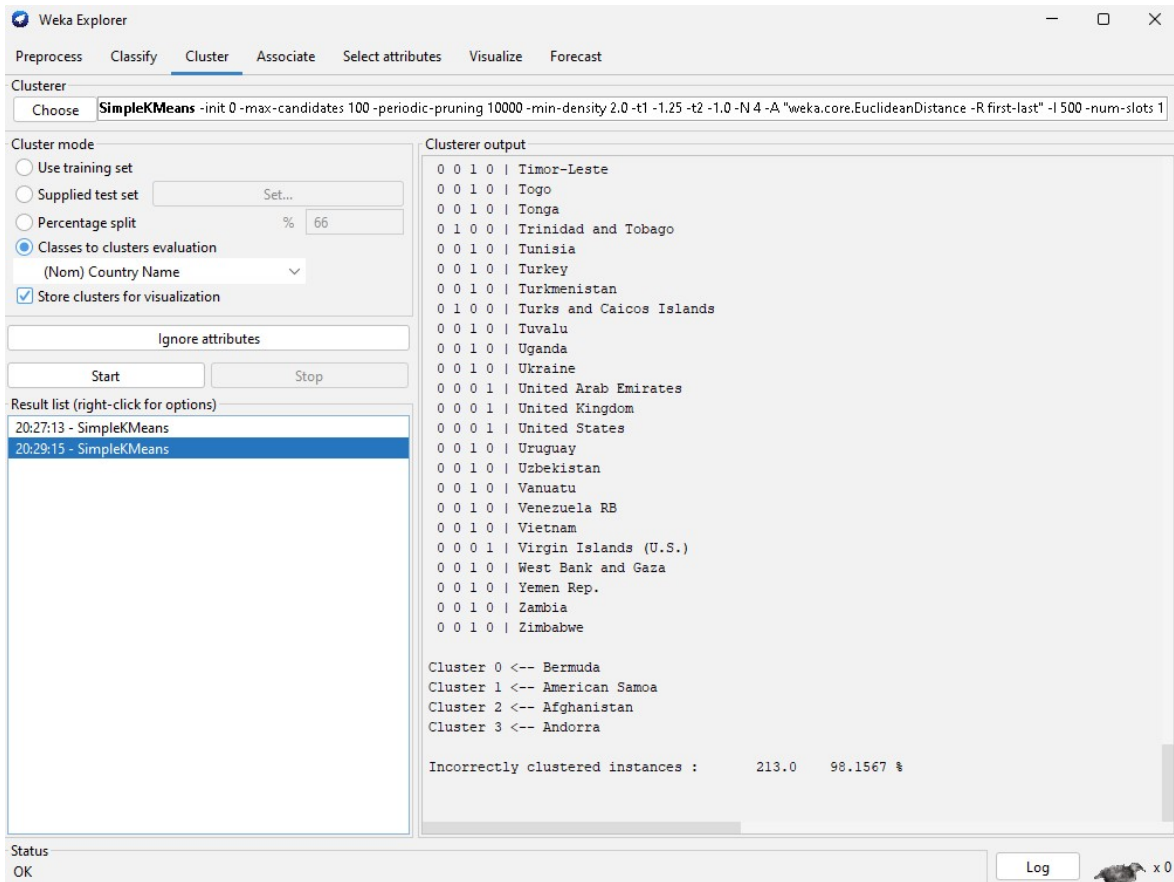 Weka Explorer
Preprocess Classify Cluster Associate Select attributes Visualize Forecast
Clusterer
Choose SimpleKMeans -init 0 -max-candidates 100 -periodic-pruning 10000 -min-density 2.0 -t1 -1.25 -t2 -1.0 -N 4 -A "weka.core.EuclideanDistance -R first-last" -I 500 -num-slots 1
Cluster mode
Use training set
Supplied test set Set...
Percentage split % 66
Classes to clusters evaluation
(Nom) Country Name
Store clusters for visualization
Ignore attributes
Start Stop
Result list (right-click for options)
20:27:13 - SimpleKMeans
20:29:15 - SimpleKMeans
Clusterer output
0 0 1 0 | Timor-Leste
0 0 1 0 | Togo
0 0 1 0 | Tonga
0 1 0 0 | Trinidad and Tobago
0 0 1 0 | Tunisia
0 0 1 0 | Turkey
0 0 1 0 | Turkmenistan
0 1 0 0 | Turks and Caicos Islands
0 0 1 0 | Tuvalu
0 0 1 0 | Uganda
0 0 1 0 | Ukraine
0 0 0 1 | United Arab Emirates
0 0 0 1 | United Kingdom
0 0 0 1 | United States
0 0 1 0 | Uruguay
0 0 1 0 | Uzbekistan
0 0 1 0 | Vanuatu
0 0 1 0 | Venezuela RB
0 0 1 0 | Vietnam
0 0 0 1 | Virgin Islands (U.S.)
0 0 1 0 | West Bank and Gaza
0 0 1 0 | Yemen Rep.
0 0 1 0 | Zambia
0 0 1 0 | Zimbabwe
Cluster 0 <-- Bermuda
Cluster 1 <-- American Samoa
Cluster 2 <-- Afghanistan
Cluster 3 <-- Andorra
Incorrectly clustered instances : 213.0 98.1567 %
Status
OK
Log x 0